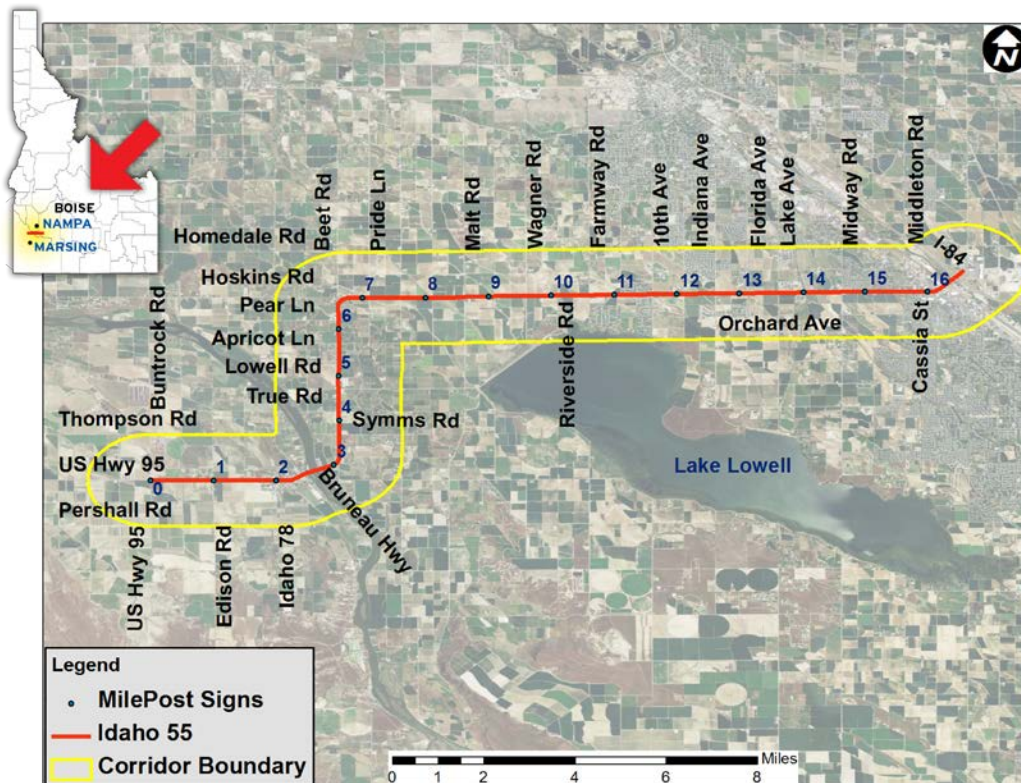 N
BOISE
NAMPA
MARSING
Beet Rd
Pride Ln
Malt Rd
Wagner Rd
Farmway Rd
10th Ave
Indiana Ave
Florida Ave
Lake Ave
Midway Rd
Middleton Rd
I-84
Homedale Rd
Hoskins Rd
Pear Ln
Apricot Ln
Lowell Rd
True Rd
Symms Rd
Buntrock Rd
Thompson Rd
US Hwy 95
Pershall Rd
0
1
2
3
4
5
6
7
8
9
10
11
12
13
14
15
16
Orchard Ave
Riverside Rd
Cassia St
Lake Lowell
Bruneau Hwy
US Hwy 95
Edison Rd
Idaho 78
Legend
MilePost Signs
Idaho 55
Corridor Boundary
Miles
0 1 2 4 6 8